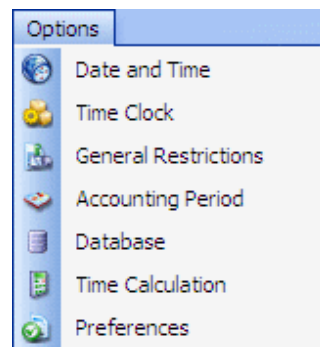 Options
Date and Time
Time Clock
General Restrictions
Accounting Period
Database
Time Calculation
Preferences